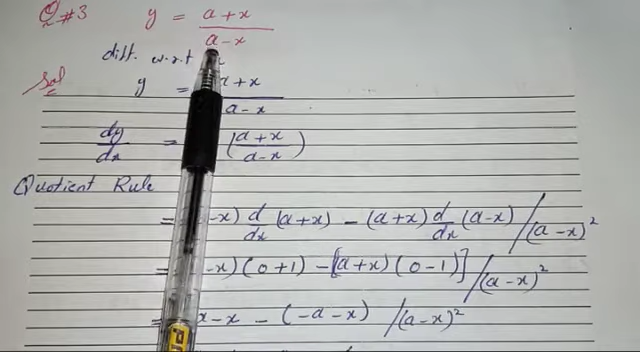 Q#3 y = a+x / a-x
diff. w.r.t x
Sol y = x+x / a-x
dy/dx = (a+x / a-x)
Quotient Rule
= -x) d/dx (a+x) - (a+x) d/dx (a-x) / (a-x)²
= -x) (0+1) - [(a+x) (0-1)] / (a-x)²
= x-x - (-a-x) / (a-x)²